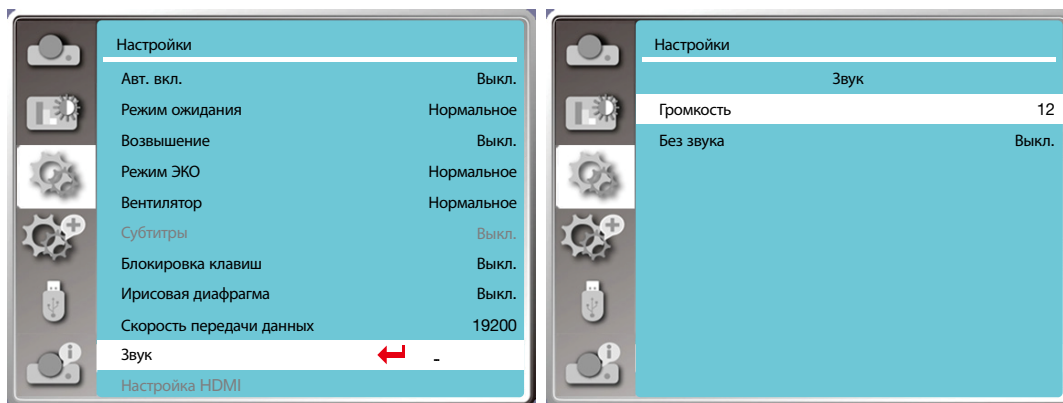 Настройки
Авт. вкл. Выкл.
Режим ожидания Нормальное
Возвышение Выкл.
Режим ЭКО Нормальное
Вентилятор Нормальное
Субтитры Выкл.
Блокировка клавиш Выкл.
Ирисовая диафрагма Выкл.
Скорость передачи данных 19200
Звук -
Настройка HDMI
Настройки
Звук
Громкость 12
Без звука Выкл.